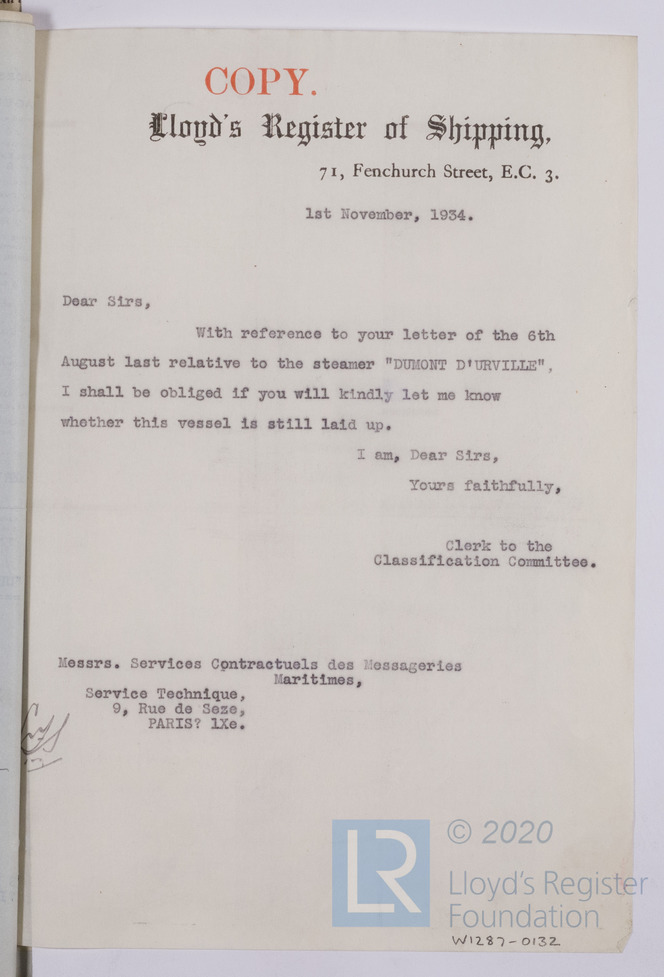 COPY.
Lloyd's Register of Shipping,
71, Fenchurch Street, E.C. 3.
1st November, 1934.
Dear Sirs,
With reference to your letter of the 6th
August last relative to the steamer "DUMONT D'URVILLE",
I shall be obliged if you will kindly let me know
whether this vessel is still laid up.
I am, Dear Sirs,
Yours faithfully,
Clerk to the
Classification Committee.
Messrs. Services Contractuels des Messageries
Maritimes,
Service Technique,
9, Rue de Seze,
PARIS? 1Xe.
LR
© 2020
Lloyd's Register
Foundation
W1287-0132